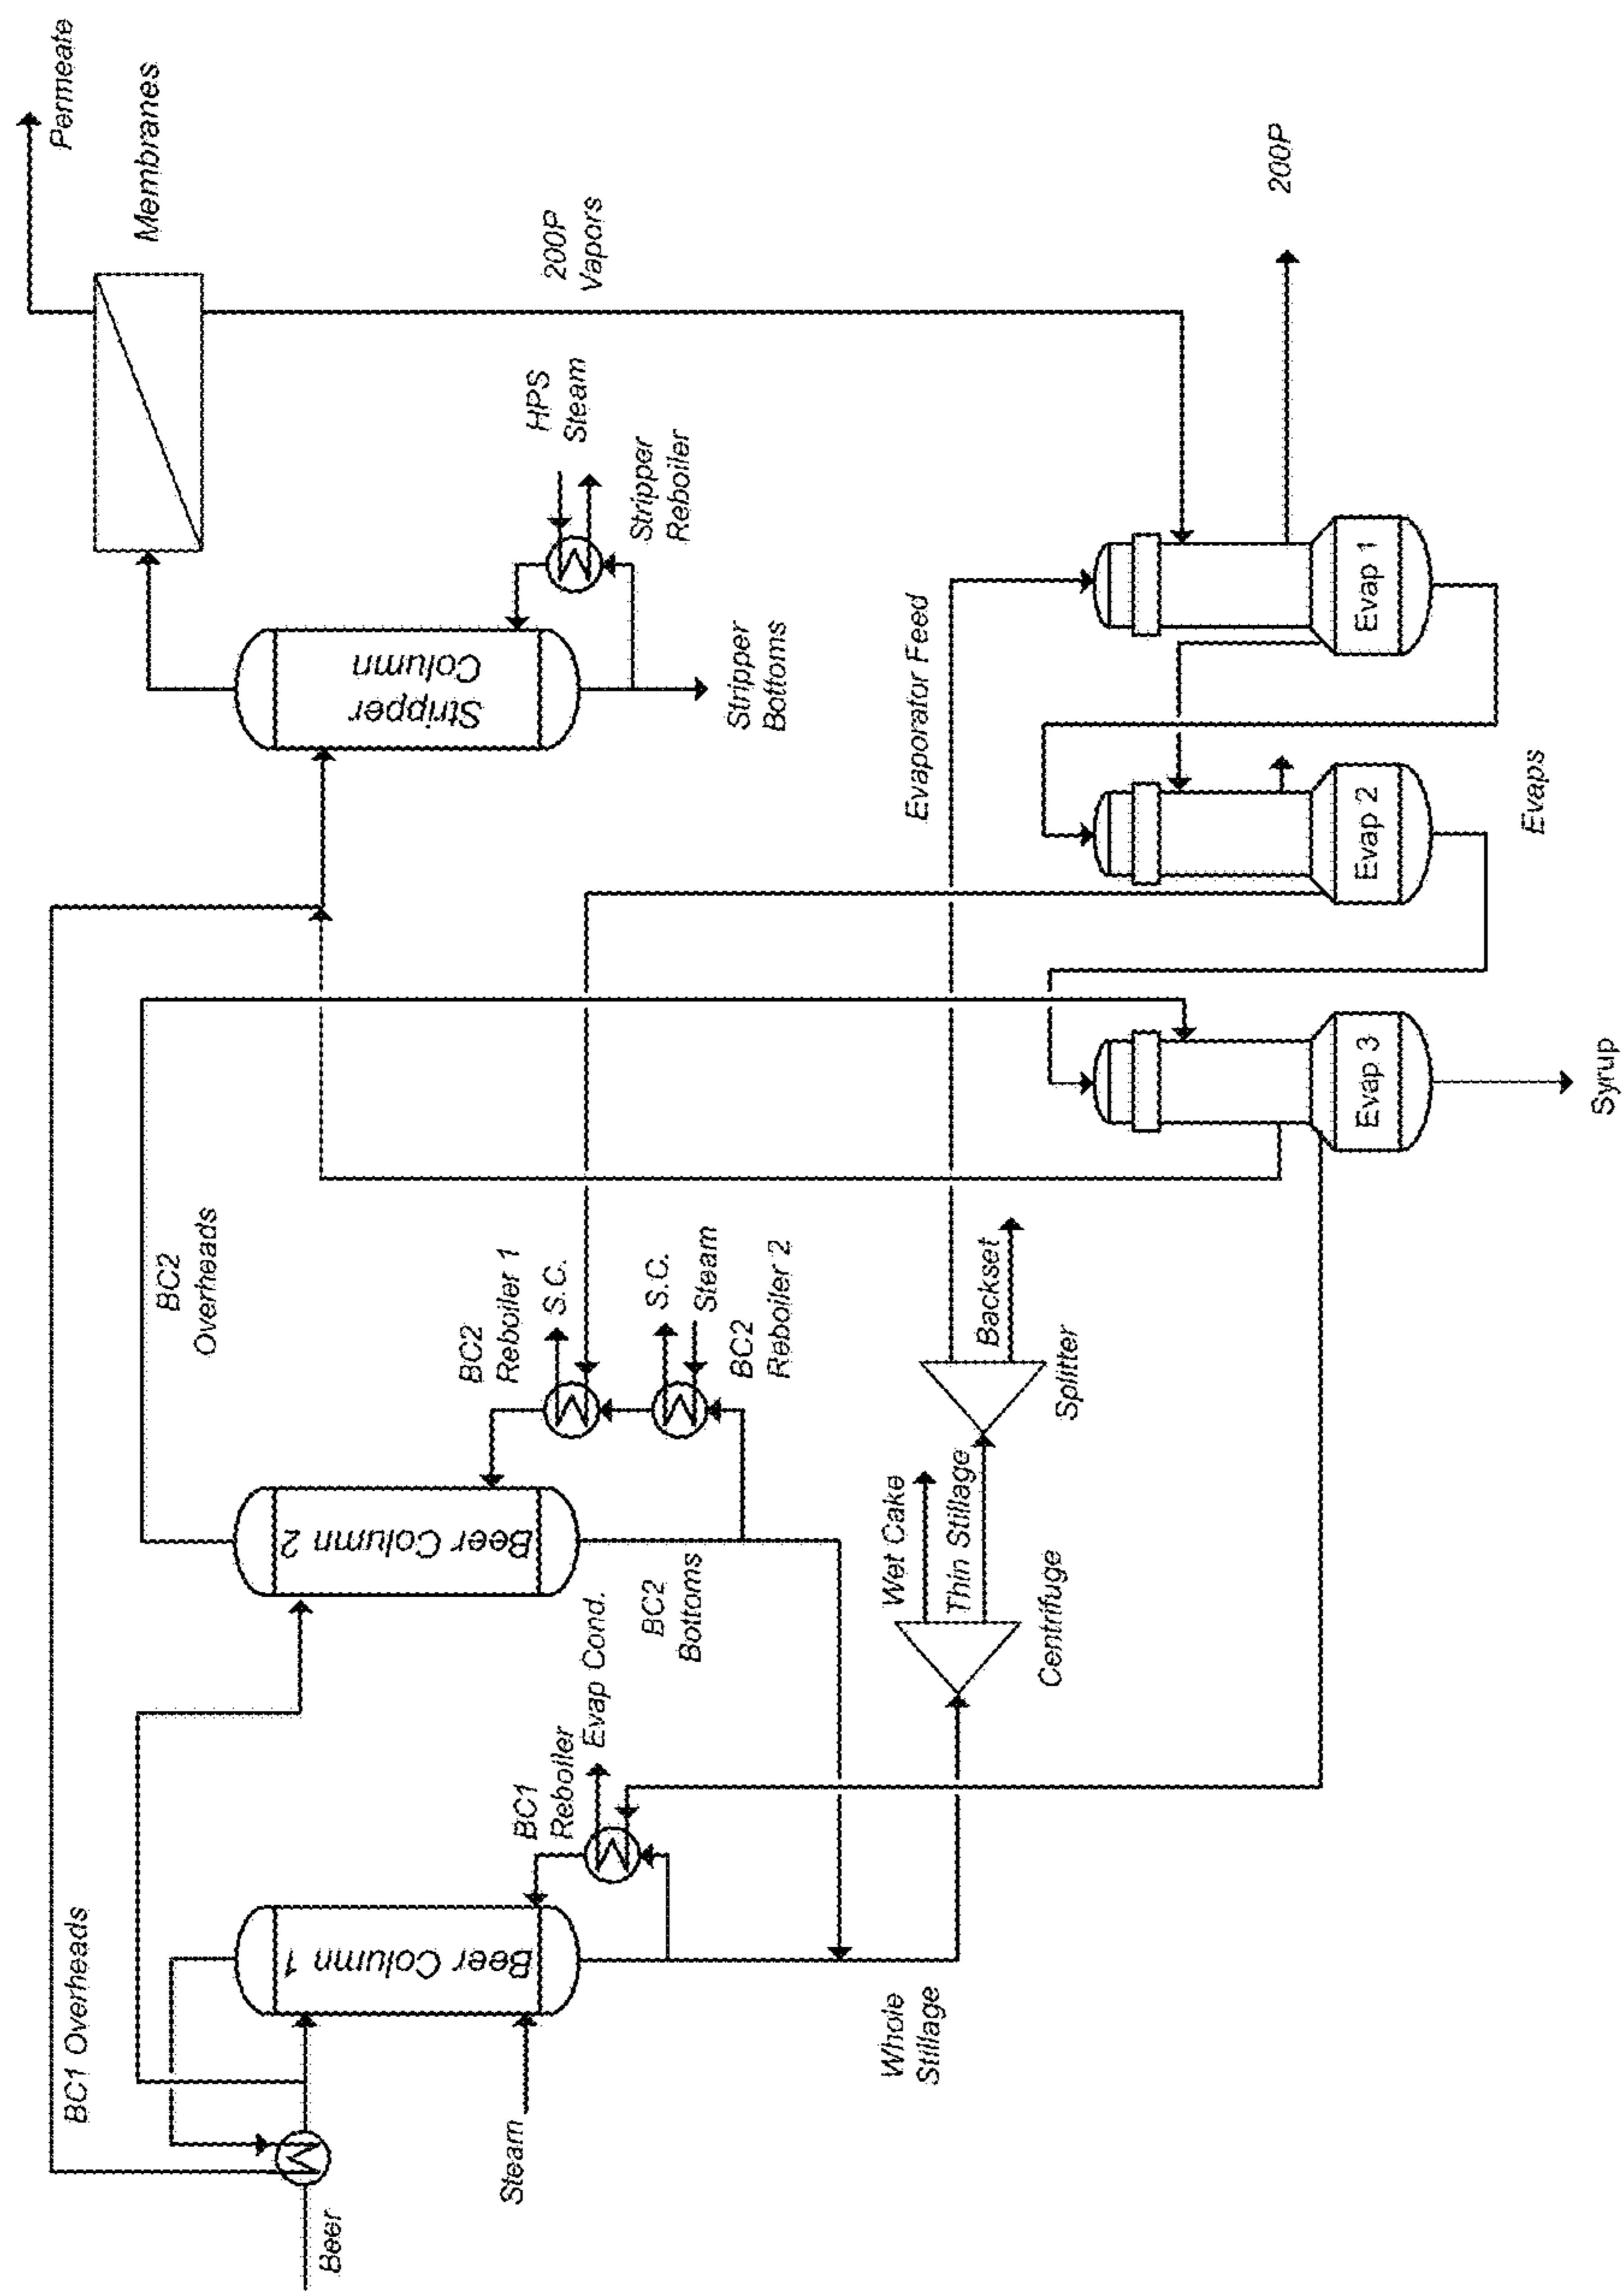 Permeate
Membranes
200P
Vapors
HPS
Steam
Stripper
Reboiler
Stripper
Column
Stripper
Bottoms
BC1 Overheads
Beer
Steam
Beer Column 1
BC1
Reboiler
Evap Cond.
BC2
Overheads
Beer Column 2
BC2
Reboiler 1
S.C.
S.C.
Steam
BC2
Reboiler 2
BC2
Bottoms
Whole
Stillage
Wet Cake
Thin Stillage
Centrifuge
Backset
Splitter
Evaporator Feed
200P
Evap 1
Evap 2
Evap 3
Evaps
Syrup